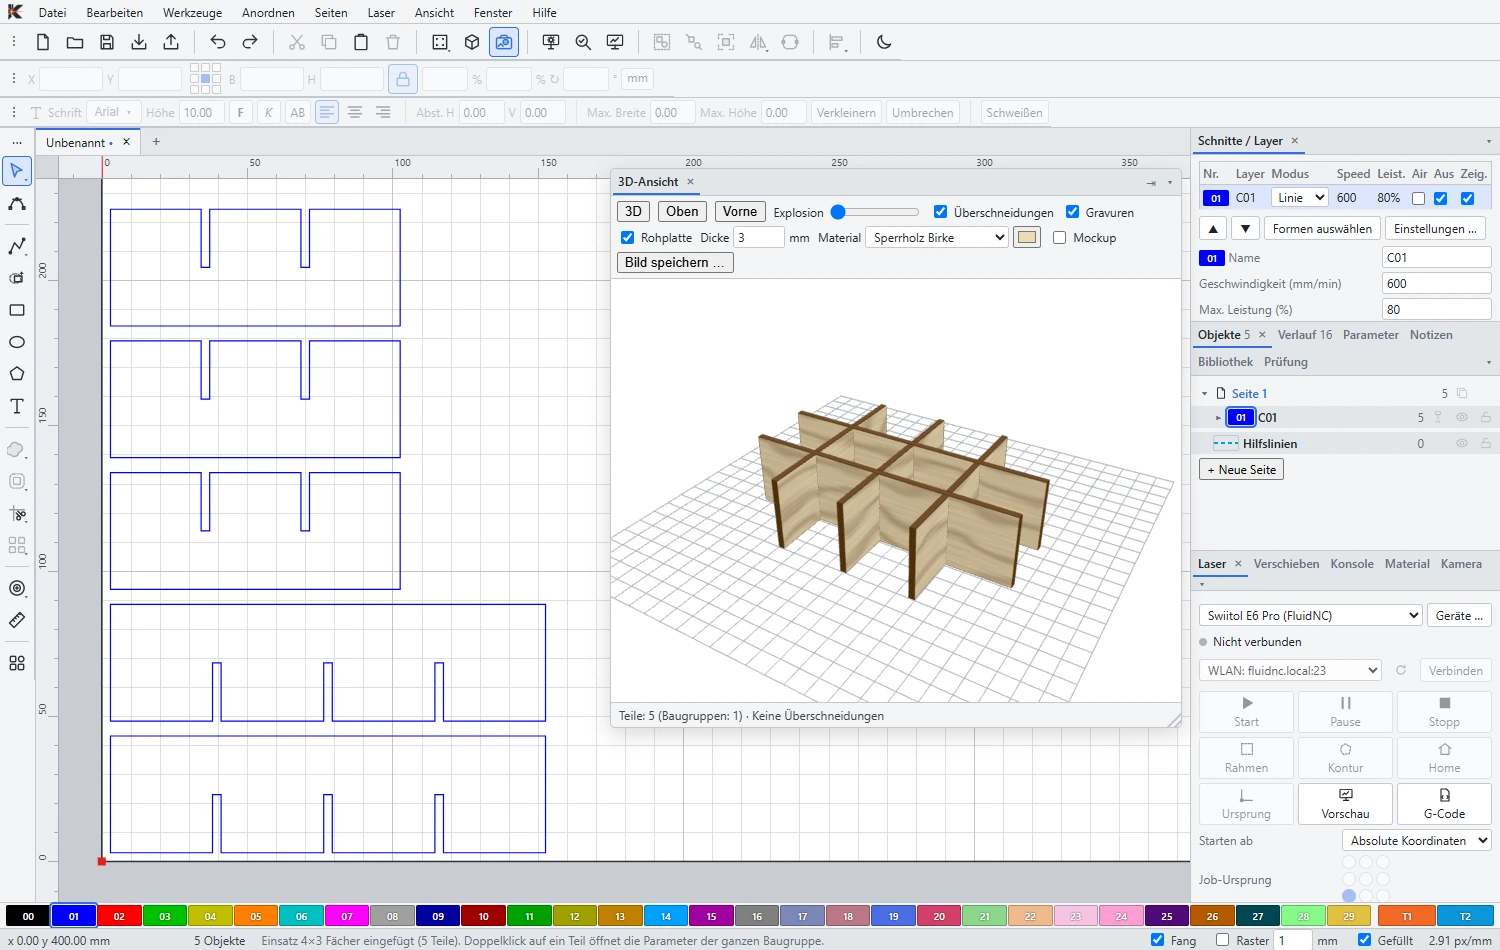 Datei Bearbeiten Werkzeuge Anordnen Seiten Laser Ansicht Fenster Hilfe
X Y B H % % ° mm
Schrift Arial Höhe 10.00 F K AB Abst. H 0.00 V 0.00 Max. Breite 0.00 Max. Höhe 0.00 Verkleinern Umbrechen Schweißen
Unbenannt • × +
0 50 100 150 200 250 300 350
200
150
100
50
0
3D-Ansicht ×
3D Oben Vorne Explosion Überschneidungen Gravuren
Rohplatte Dicke 3 mm Material Sperrholz Birke Mockup
Bild speichern ...
Teile: 5 (Baugruppen: 1) · Keine Überschneidungen
Schnitte / Layer ×
Nr. Layer Modus Speed Leist. Air Aus Zeig.
01 C01 Linie 600 80%
▲ ▼ Formen auswählen Einstellungen ...
01 Name C01
Geschwindigkeit (mm/min) 600
Max. Leistung (%) 80
Objekte 5 × Verlauf 16 Parameter Notizen
Bibliothek Prüfung
Seite 1 5
01 C01 5
Hilfslinien 0
+ Neue Seite
Laser × Verschieben Konsole Material Kamera
Swiitol E6 Pro (FluidNC) Geräte ...
Nicht verbunden
WLAN: fluidnc.local:23 Verbinden
Start Pause Stopp
Rahmen Kontur Home
Ursprung Vorschau G-Code
Starten ab Absolute Koordinaten
Job-Ursprung
00 01 02 03 04 05 06 07 08 09 10 11 12 13 14 15 16 17 18 19 20 21 22 23 24 25 26 27 28 29 T1 T2
x 0.00 y 400.00 mm 5 Objekte Einsatz 4×3 Fächer eingefügt (5 Teile). Doppelklick auf ein Teil öffnet die Parameter der ganzen Baugruppe. Fang Raster 1 mm Gefüllt 2.91 px/mm